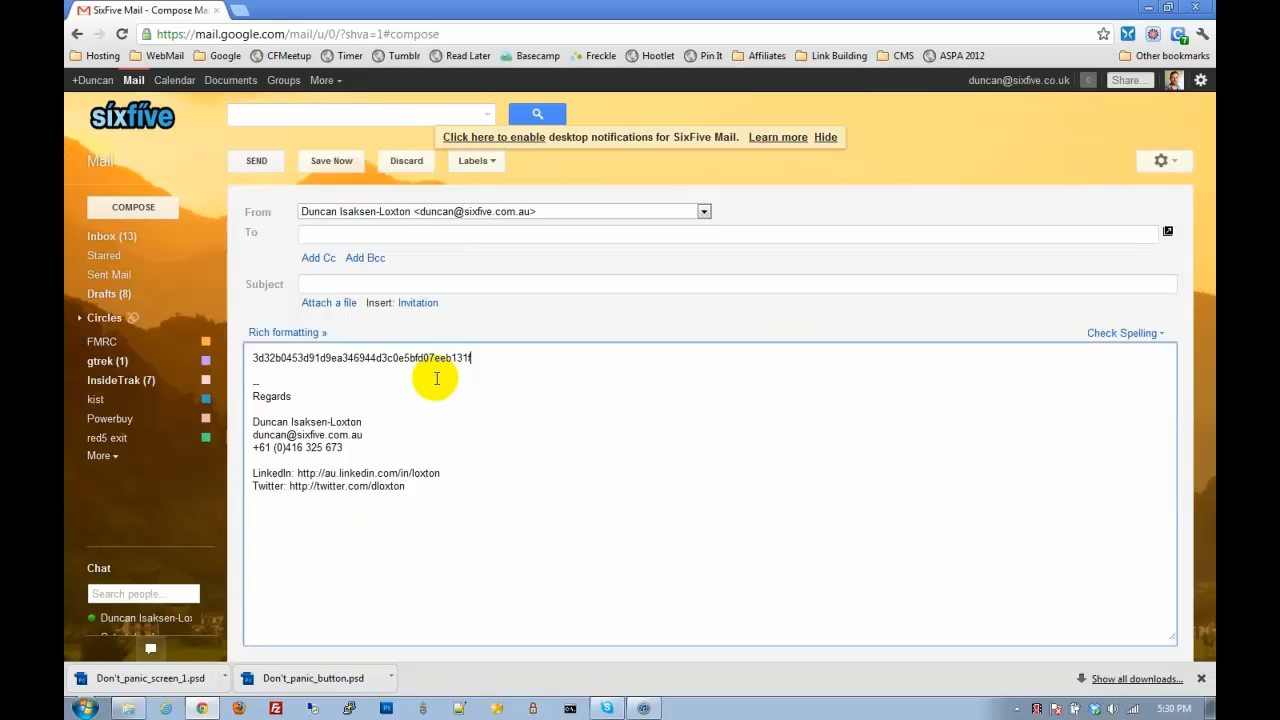 SixFive Mail - Compose Ma
https://mail.google.com/mail/u/0/?shva=1#compose
Hosting WebMail Google CFMeetup Timer Tumblr Read Later Basecamp Freckle Hootlet Pin It Affiliates Link Building CMS ASPA 2012 Other bookmarks
+Duncan Mail Calendar Documents Groups More duncan@sixfive.co.uk 0 Share...
sixfive
Click here to enable desktop notifications for SixFive Mail. Learn more Hide
Mail SEND Save Now Discard Labels
COMPOSE
From Duncan Isaksen-Loxton <duncan@sixfive.com.au>
To
Inbox (13)
Starred
Sent Mail
Drafts (8)
Circles
FMRC
gtrek (1)
InsideTrak (7)
kist
Powerbuy
red5 exit
More
Add Cc Add Bcc
Subject
Attach a file Insert: Invitation
Rich formatting » Check Spelling
3d32b0453d91d9ea346944d3c0e5bfd07eeb131f
--
Regards
Duncan Isaksen-Loxton
duncan@sixfive.com.au
+61 (0)416 325 673
LinkedIn: http://au.linkedin.com/in/loxton
Twitter: http://twitter.com/dloxton
Chat
Search people...
Duncan Isaksen-Lo
Don't_panic_screen_1.psd Don't_panic_button.psd Show all downloads...
5:30 PM